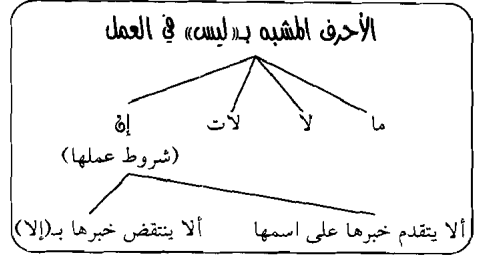 الأحرف المشبه بـ«ليس» في العمل
ما لا لات إن
(شروط عملها)
ألا يتقدم خبرها على اسمها ألا ينتقض خبرها بـ(إلا)